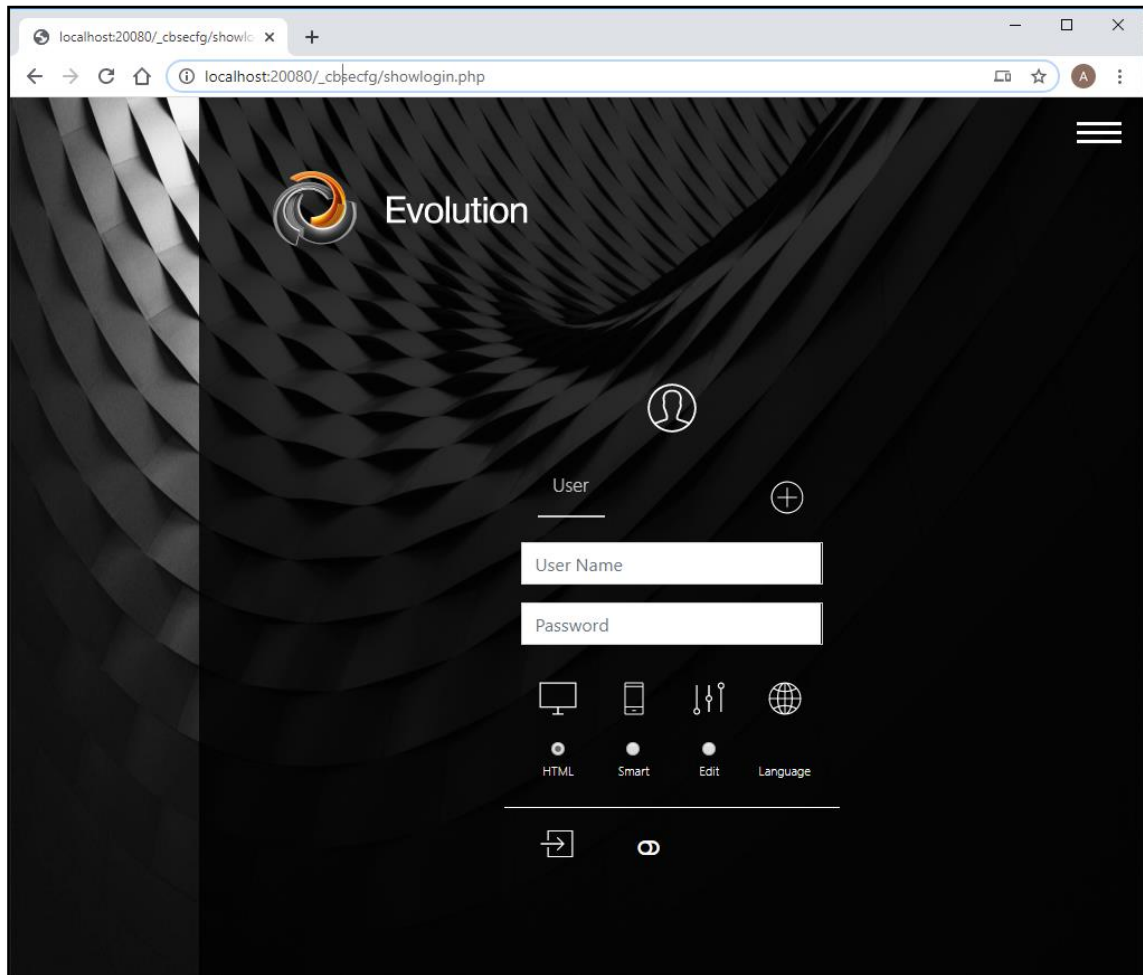 localhost:20080/_cbsecfg/showlo
localhost:20080/_cbsecfg/showlogin.php
A
Evolution
User
User Name
Password
HTML Smart Edit Language